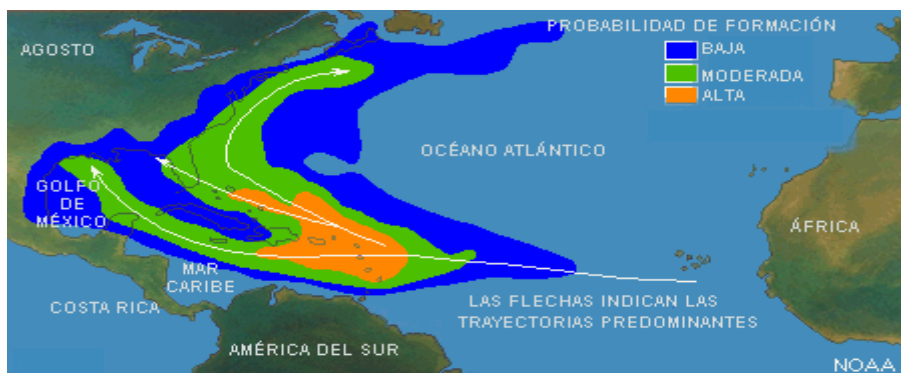 PROBABILIDAD DE FORMACIÓN
AGOSTO
BAJA
MODERADA
ALTA
OCÉANO ATLÁNTICO
GOLFO
DE
MÉXICO
ÁFRICA
MAR
CARIBE
COSTA RICA
LAS FLECHAS INDICAN LAS
TRAYECTORIAS PREDOMINANTES
AMÉRICA DEL SUR
NOAA